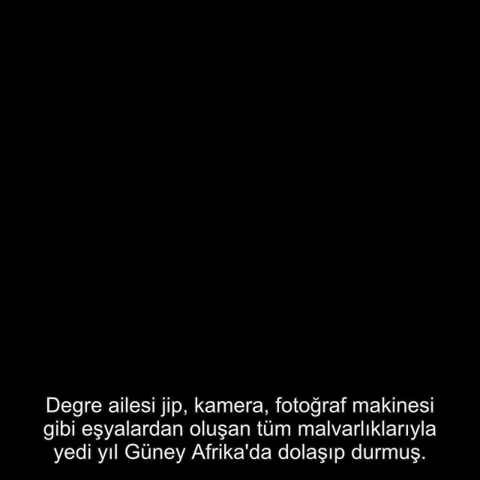 Degre ailesi jip, kamera, fotoğraf makinesi
gibi eşyalardan oluşan tüm malvarlıklarıyla
yedi yıl Güney Afrika'da dolaşıp durmuş.